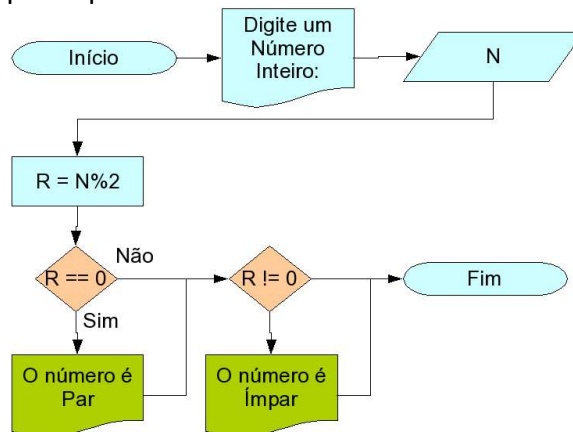 Início
Digite um
Número
Inteiro:
N
R = N%2
R == 0
Não
Sim
R != 0
Fim
O número é
Par
O número é
Ímpar